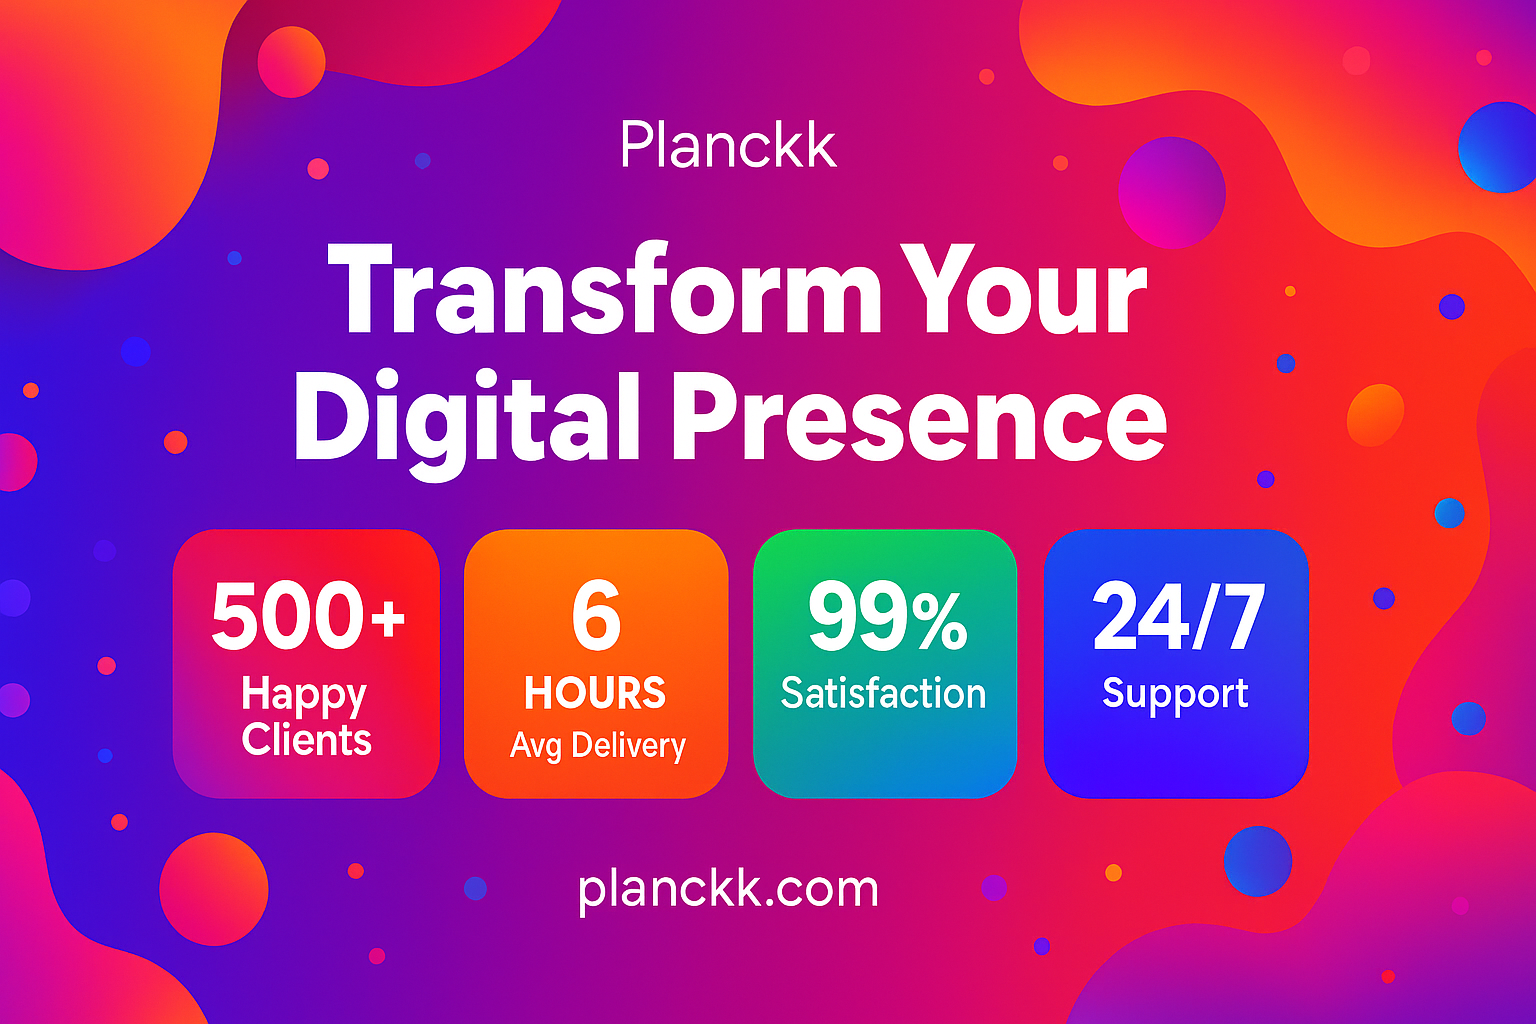 Planckk
Transform Your
Digital Presence
500+
Happy
Clients
6
HOURS
Avg Delivery
99%
Satisfaction
24/7
Support
planckk.com